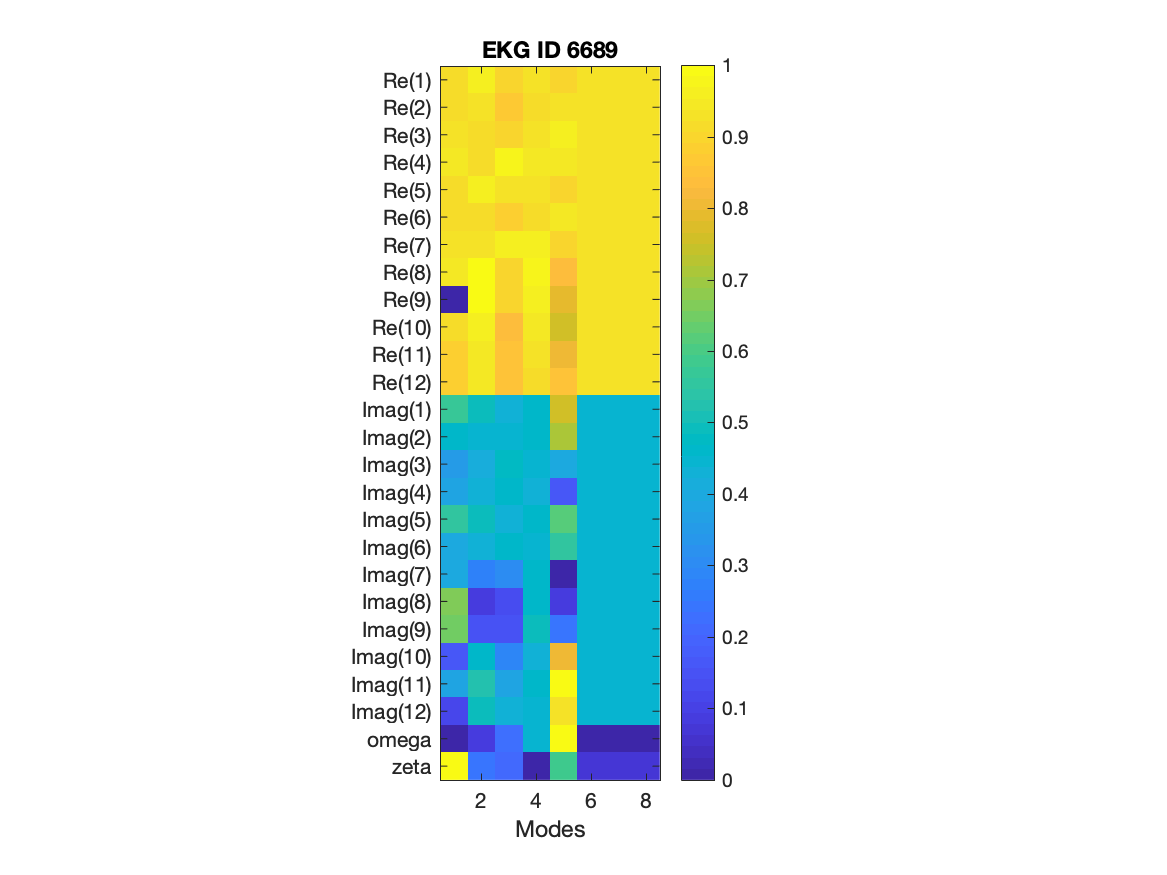 EKG ID 6689
Re(1)
Re(2)
Re(3)
Re(4)
Re(5)
Re(6)
Re(7)
Re(8)
Re(9)
Re(10)
Re(11)
Re(12)
Imag(1)
Imag(2)
Imag(3)
Imag(4)
Imag(5)
Imag(6)
Imag(7)
Imag(8)
Imag(9)
Imag(10)
Imag(11)
Imag(12)
omega
zeta
2 4 6 8
Modes
1
0.9
0.8
0.7
0.6
0.5
0.4
0.3
0.2
0.1
0